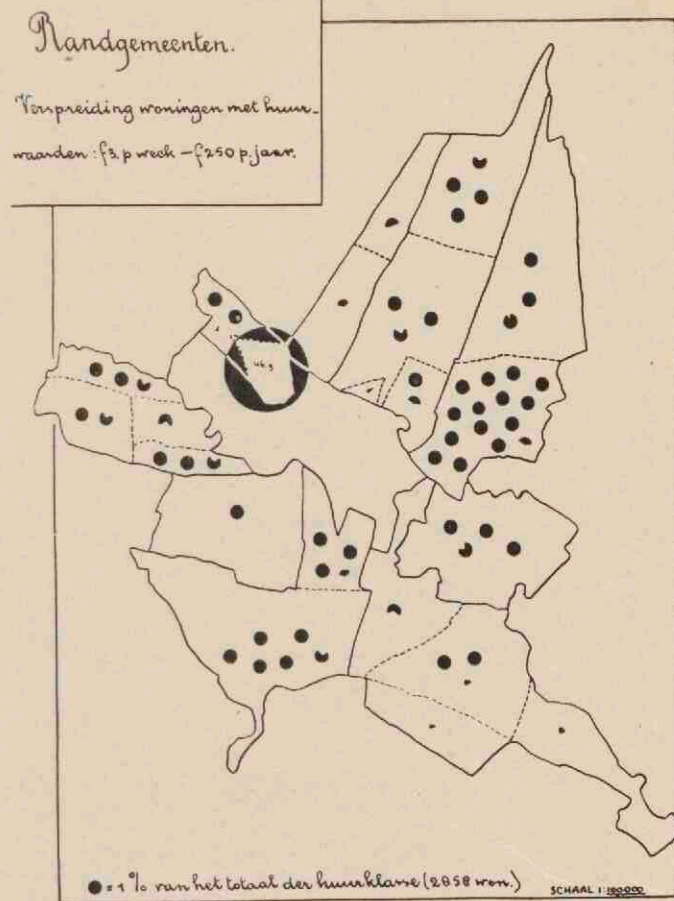 Randgemeenten.
Verspreiding woningen met huur-
waarden: f3. p week – f250 p. jaar.
46.9
● = 1 % van het totaal der huurklasse (2858 won.)
SCHAAL 1:100000